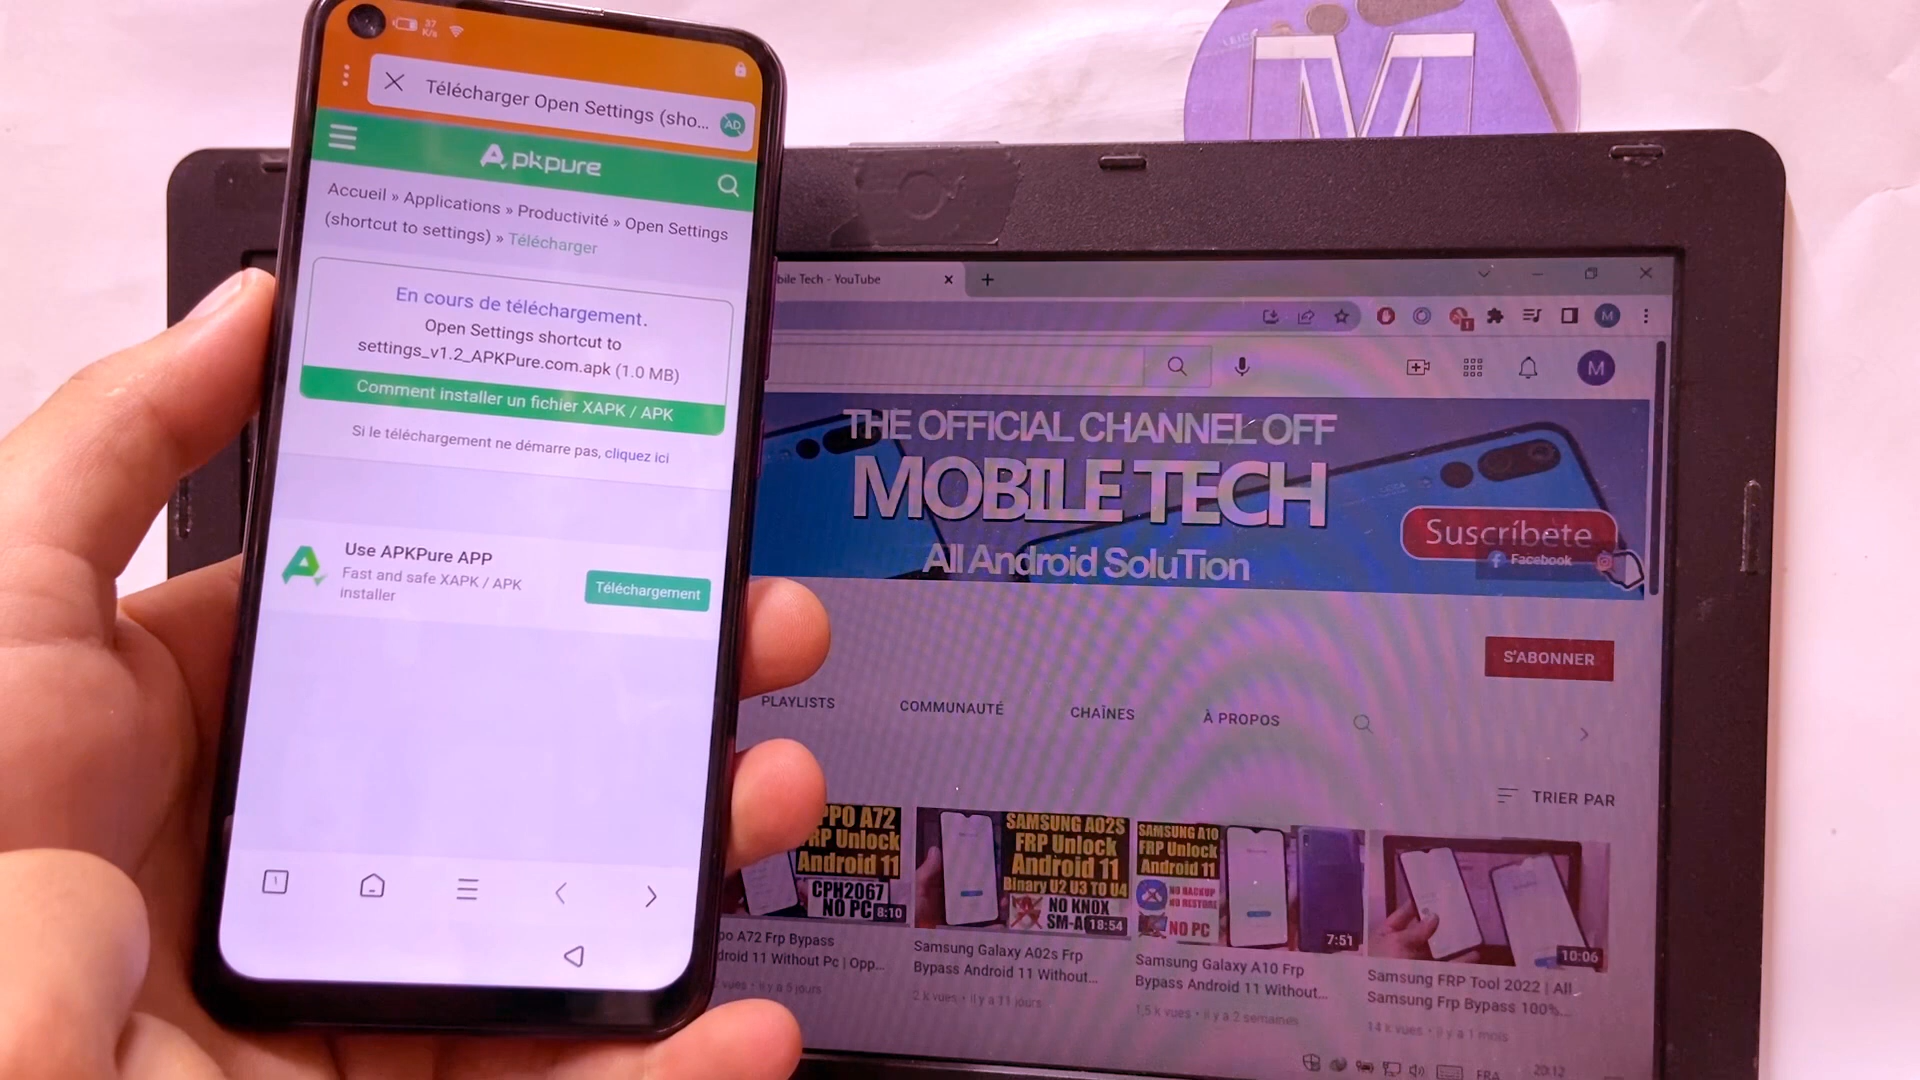 37
K/s
Télécharger Open Settings (sho...
AD
Apkpure
Accueil » Applications » Productivité » Open Settings
(shortcut to settings) » Télécharger
En cours de téléchargement.
Open Settings shortcut to
settings_v1.2_APKPure.com.apk (1.0 MB)
Comment installer un fichier XAPK / APK
Si le téléchargement ne démarre pas, cliquez ici
Use APKPure APP
Fast and safe XAPK / APK
installer
Téléchargement
1
M
bile Tech - YouTube
M
M
THE OFFICIAL CHANNEL OFF
MOBILE TECH
All Android SoluTion
Suscríbete
Facebook
S'ABONNER
PLAYLISTS
COMMUNAUTÉ
CHAÎNES
À PROPOS
TRIER PAR
PPO A72
FRP Unlock
Android 11
CPH2067
NO PC
8:10
po A72 Frp Bypass
droid 11 Without Pc | Opp...
vues • il y a 5 jours
SAMSUNG A02S
FRP Unlock
Android 11
Binary U2 U3 TO U4
NO KNOX
SM-A
18:54
Samsung Galaxy A02s Frp
Bypass Android 11 Without...
2 k vues • il y a 11 jours
SAMSUNG A10
FRP Unlock
Android 11
NO BACKUP
NO RESTORE
NO PC
7:51
Samsung Galaxy A10 Frp
Bypass Android 11 Without...
1,5 k vues • il y a 2 semaines
10:06
Samsung FRP Tool 2022 | All
Samsung Frp Bypass 100%...
14 k vues • il y a 1 mois
FRA
20:12